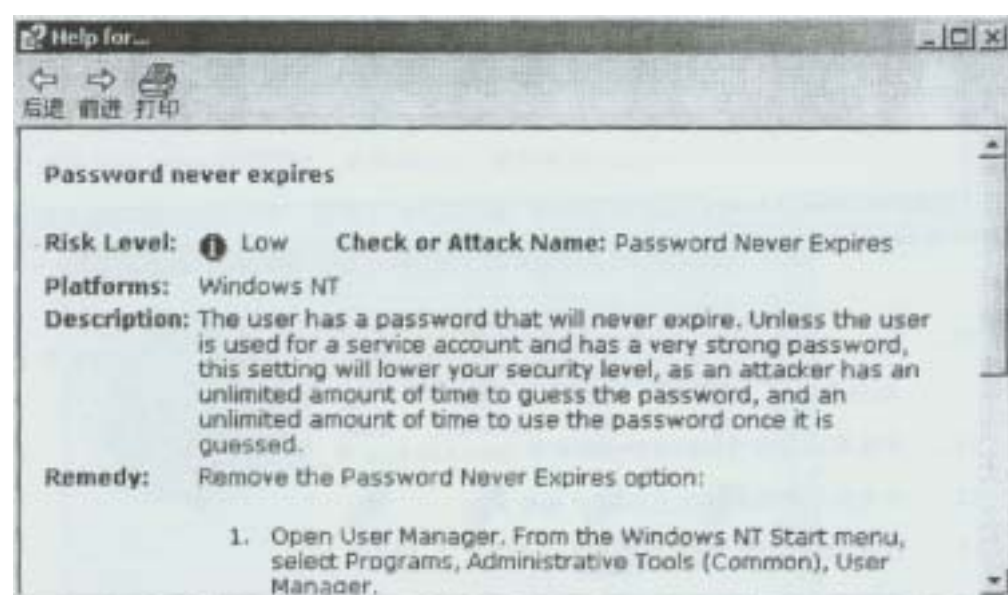 Help for...
后退 前进 打印
Password never expires
Risk Level: Low Check or Attack Name: Password Never Expires
Platforms: Windows NT
Description: The user has a password that will never expire. Unless the user
is used for a service account and has a very strong password,
this setting will lower your security level, as an attacker has an
unlimited amount of time to guess the password, and an
unlimited amount of time to use the password once it is
guessed.
Remedy: Remove the Password Never Expires option:
1. Open User Manager. From the Windows NT Start menu,
select Programs, Administrative Tools (Common), User
Manager.